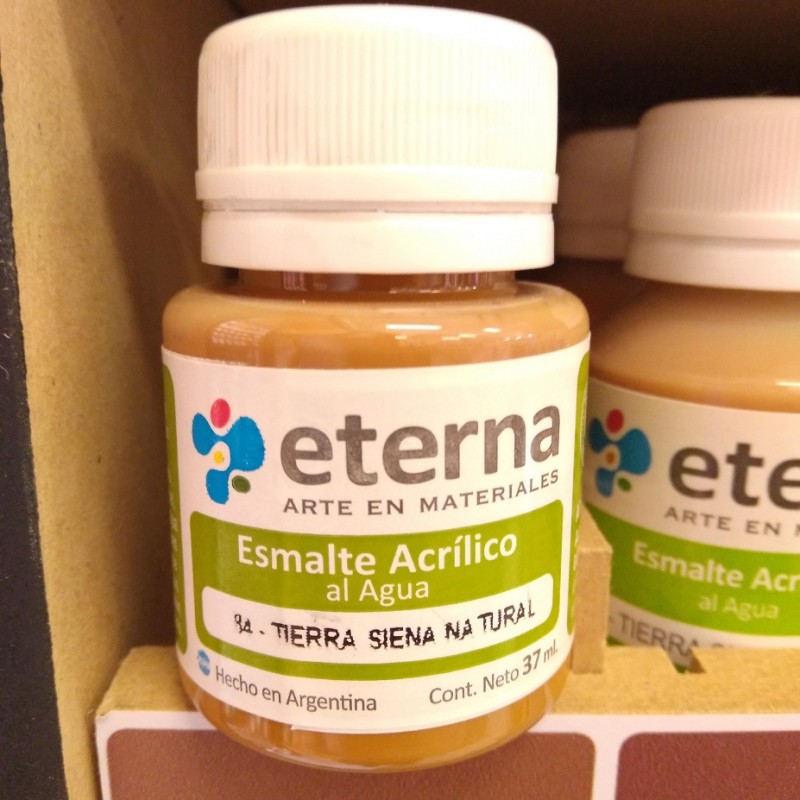 eterna
ARTE EN MATERIALES
Esmalte Acrílico
al Agua
84 - TIERRA SIENA NATURAL
Hecho en Argentina
Cont. Neto 37 ml.
ete
ARTE EN
Esmalte Acr
al Agua
- TIERRA